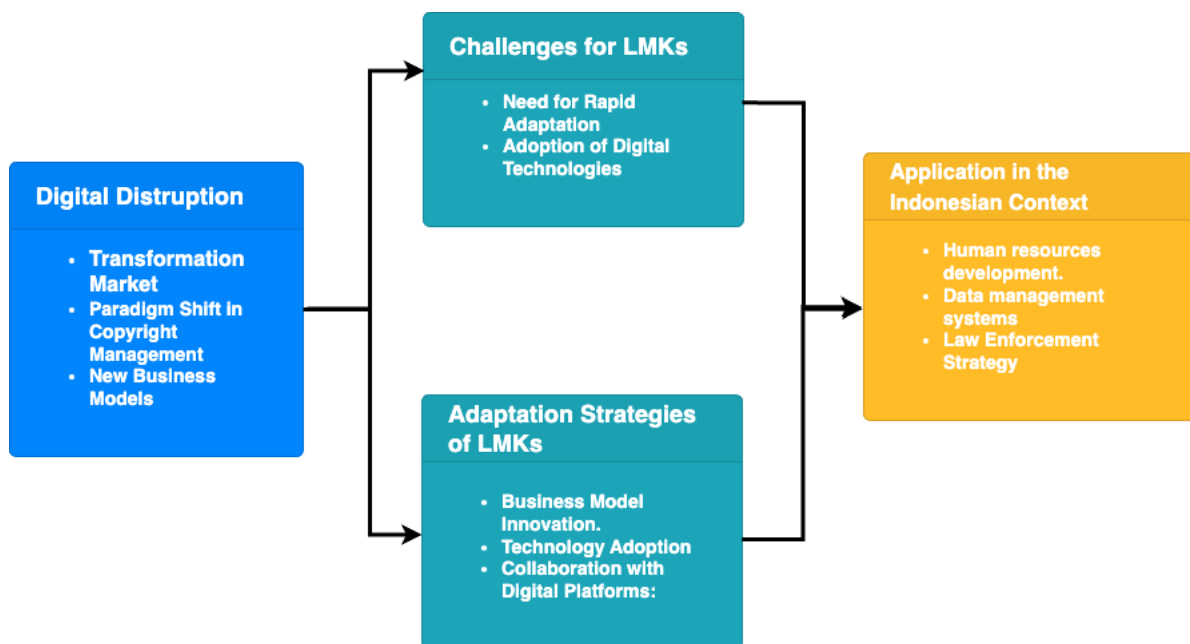 Digital Distruption
• Transformation
Market
• Paradigm Shift in
Copyright
Management
• New Business
Models
Challenges for LMKs
• Need for Rapid
Adaptation
• Adoption of Digital
Technologies
Adaptation Strategies
of LMKs
• Business Model
Innovation.
• Technology Adoption
• Collaboration with
Digital Platforms:
Application in the
Indonesian Context
• Human resources
development.
• Data management
systems
• Law Enforcement
Strategy